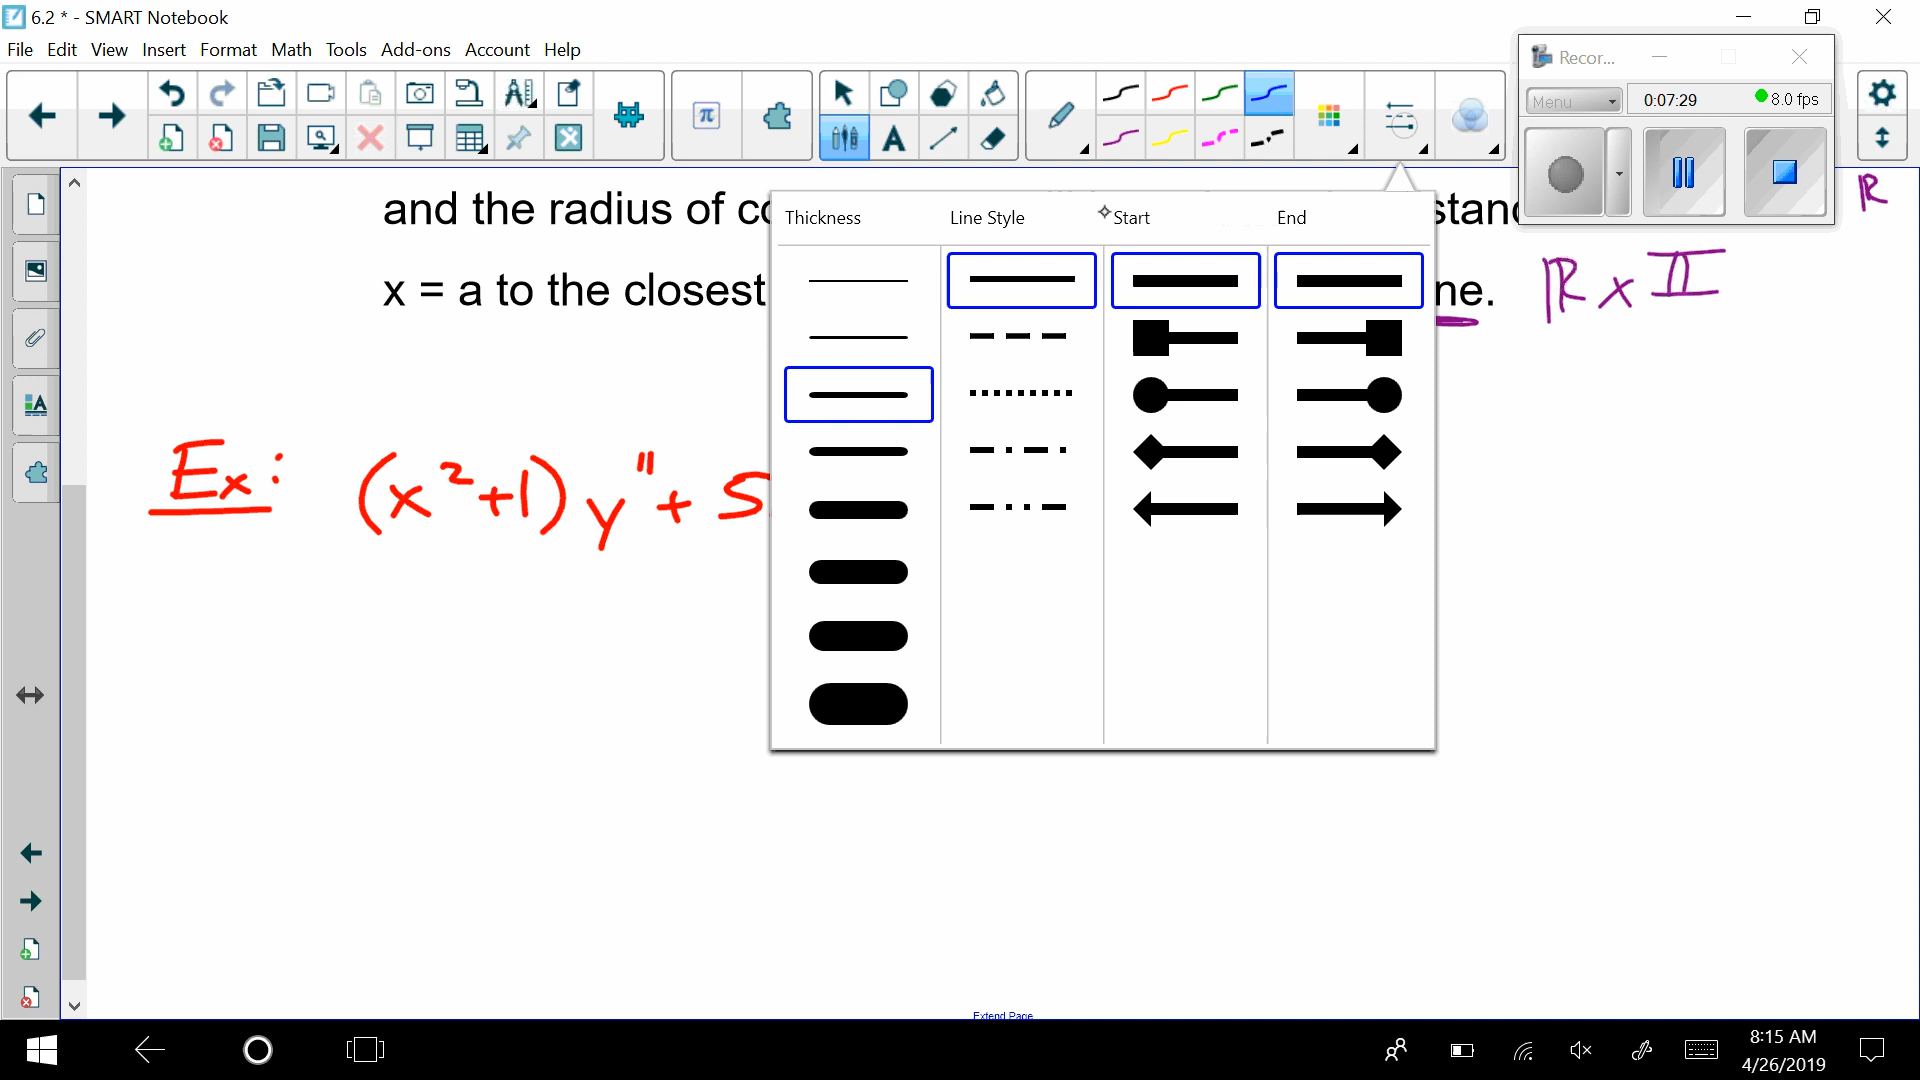 6.2 * - SMART Notebook
File Edit View Insert Format Math Tools Add-ons Account Help
Recor...
Menu 0:07:29 8.0 fps
and the radius of
x = a to the closest ne.
ℝ
ℝ x 𝕀
Thickness Line Style Start End
Ex: (x²+1) y" + 5
Extend Page
8:15 AM
4/26/2019